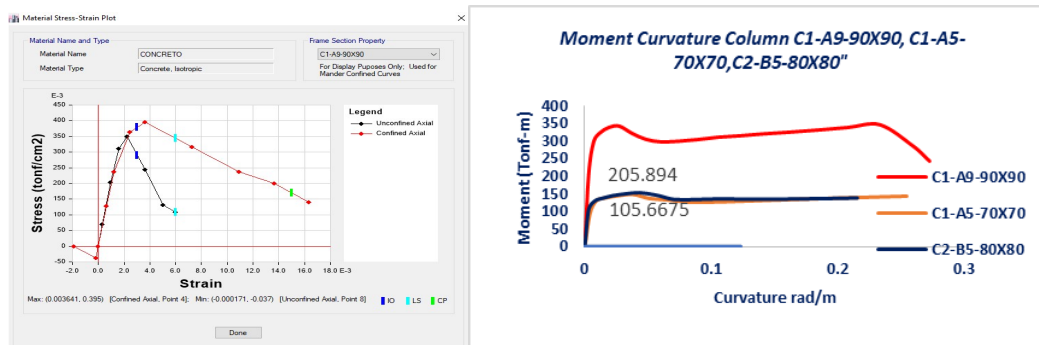 Material Stress-Strain Plot
Material Name and Type
Material Name
CONCRETO
Material Type
Concrete, Isotropic
Frame Section Property
C1-A9-90X90
For Display Puposes Only; Used for
Mander Confined Curves
E-3
450
400
350
300
250
200
150
100
50
0
-50
Stress (tonf/cm2)
-2.0 0.0 2.0 4.0 6.0 8.0 10.0 12.0 14.0 16.0 18.0 E-3
Strain
Legend
Unconfined Axial
Confined Axial
Max: (0.003641, 0.395) [Confined Axial, Point 4]; Min: (-0.000171, -0.037) [Unconfined Axial, Point 8]
IO LS CP
Done
Moment Curvature Column C1-A9-90X90, C1-A5-
70X70,C2-B5-80X80"
Moment (Tonf-m)
400
350
300
250
200
150
100
50
0
205.894
105.6675
0 0.1 0.2 0.3
Curvature rad/m
C1-A9-90X90
C1-A5-70X70
C2-B5-80X80